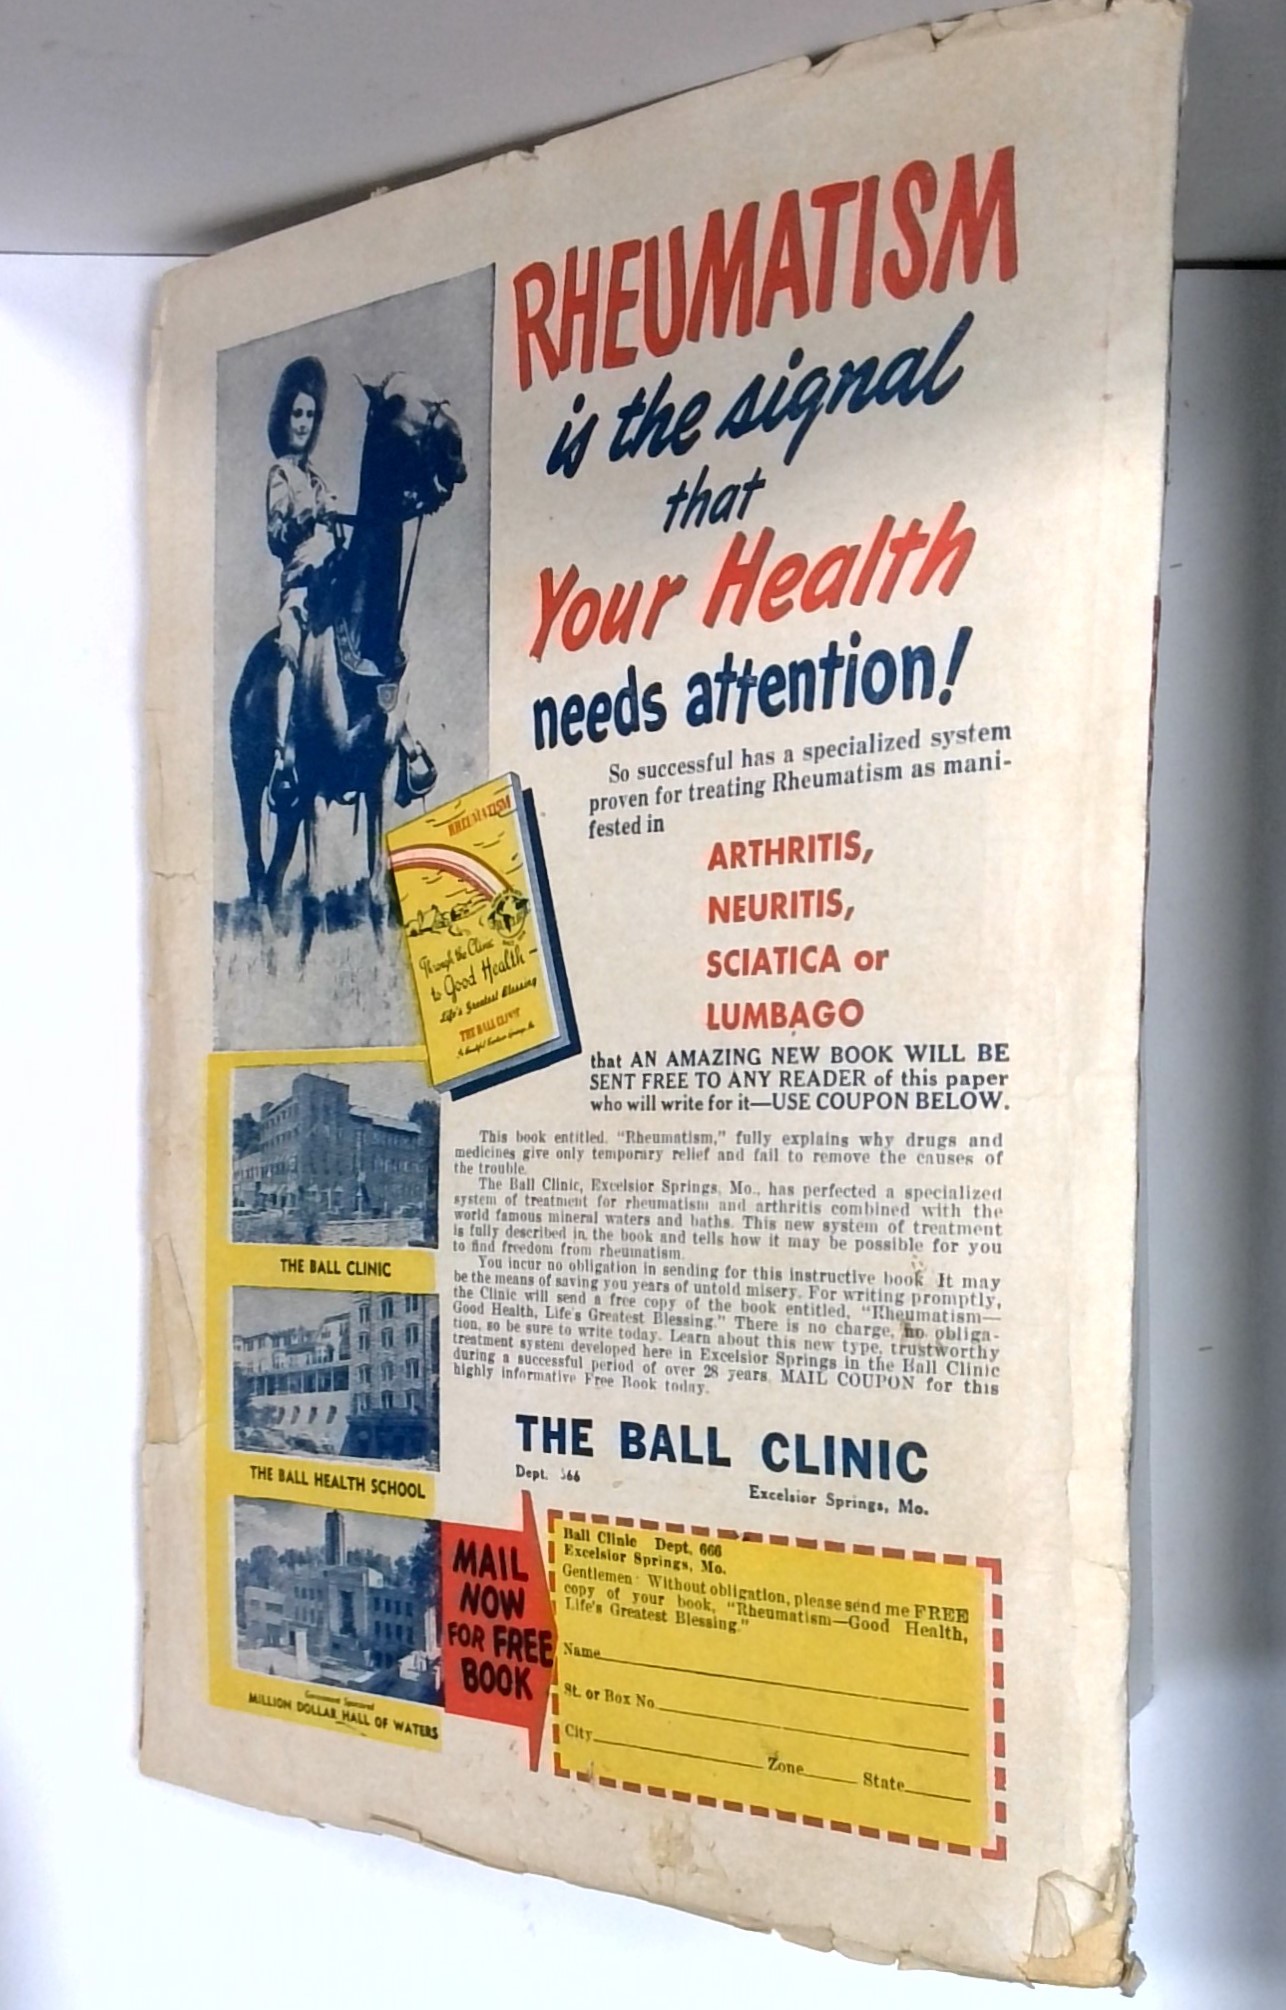 RHEUMATISM
is the signal
that
Your Health
needs attention!
So successful has a specialized system
proven for treating Rheumatism as mani-
fested in
ARTHRITIS,
NEURITIS,
SCIATICA or
LUMBAGO
that AN AMAZING NEW BOOK WILL BE
SENT FREE TO ANY READER of this paper
who will write for it—USE COUPON BELOW.
RHEUMATISM
Through the Clinic
to Good Health—
Life's Greatest Blessing
THE BALL CLINIC
This book entitled, "Rheumatism," fully explains why drugs and
medicines give only temporary relief and fail to remove the causes of
the trouble.
The Ball Clinic, Excelsior Springs, Mo., has perfected a specialized
system of treatment for rheumatism and arthritis combined with the
world famous mineral waters and baths. This new system of treatment
is fully described in the book and tells how it may be possible for you
to find freedom from rheumatism.
You incur no obligation in sending for this instructive book. It may
be the means of saving you years of untold misery. For writing promptly,
the Clinic will send a free copy of the book entitled, "Rheumatism—
Good Health, Life's Greatest Blessing." There is no charge, no obliga-
tion, so be sure to write today. Learn about this new type, trustworthy
treatment system developed here in Excelsior Springs in the Ball Clinic
during a successful period of over 28 years. MAIL COUPON for this
highly informative Free Book today.
THE BALL CLINIC
THE BALL HEALTH SCHOOL
Government Sponsored
MILLION DOLLAR HALL OF WATERS
THE BALL CLINIC
Dept. 66
Excelsior Springs, Mo.
MAIL
NOW
FOR FREE
BOOK
Ball Clinic Dept. 666
Excelsior Springs, Mo.
Gentlemen: Without obligation, please send me FREE
copy of your book, "Rheumatism—Good Health,
Life's Greatest Blessing."
Name
St. or Box No.
City Zone State